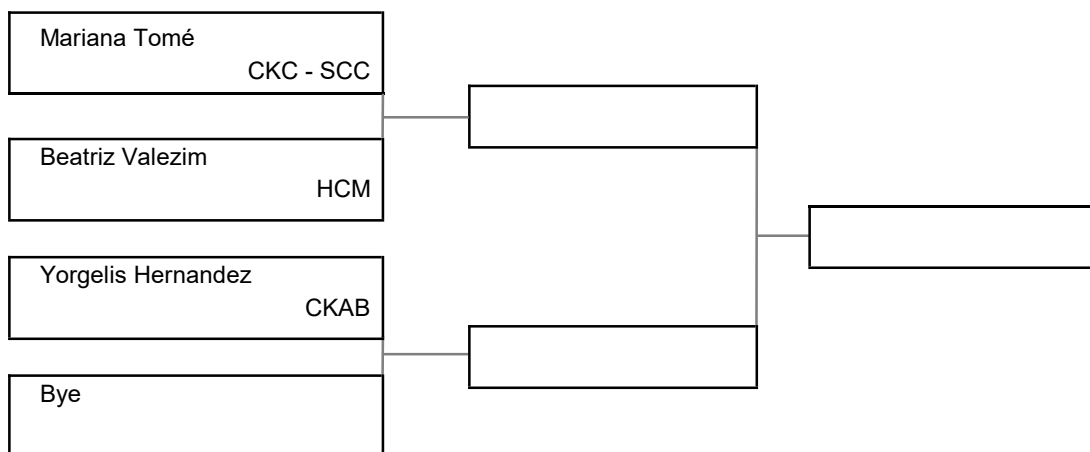 Mariana Tomé
CKC - SCC
Beatriz Valezim
HCM
Yorgelis Hernandez
CKAB
Bye